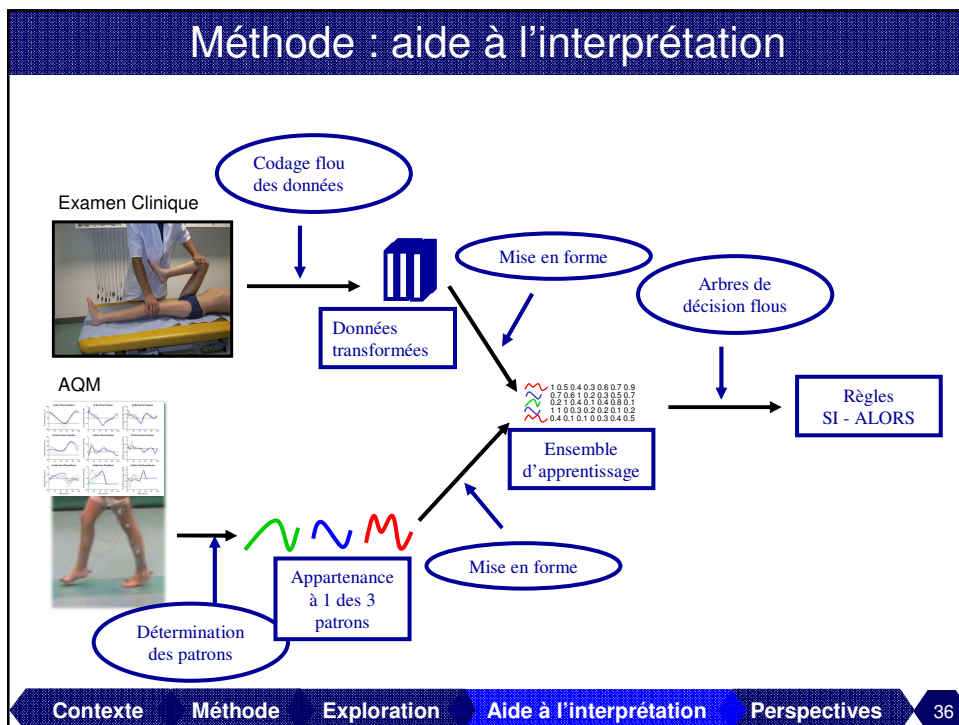 Méthode : aide à l'interprétation
Codage flou
des données
Examen Clinique
Mise en forme
Arbres de
décision flous
Données
transformées
AQM
1 0.5 0.4 0.3 0.6 0.7 0.9
0.7 0.6 1 0.2 0.3 0.5 0.7
0.2 1 0.4 0.1 0.4 0.8 0.1
1 1 0 0.3 0.2 0.2 0.1 0.2
0.4 0.1 0.1 0 0.3 0.4 0.5
Règles
SI - ALORS
Ensemble
d'apprentissage
Appartenance
à 1 des 3
patrons
Mise en forme
Détermination
des patrons
Contexte Méthode Exploration Aide à l'interprétation Perspectives 36